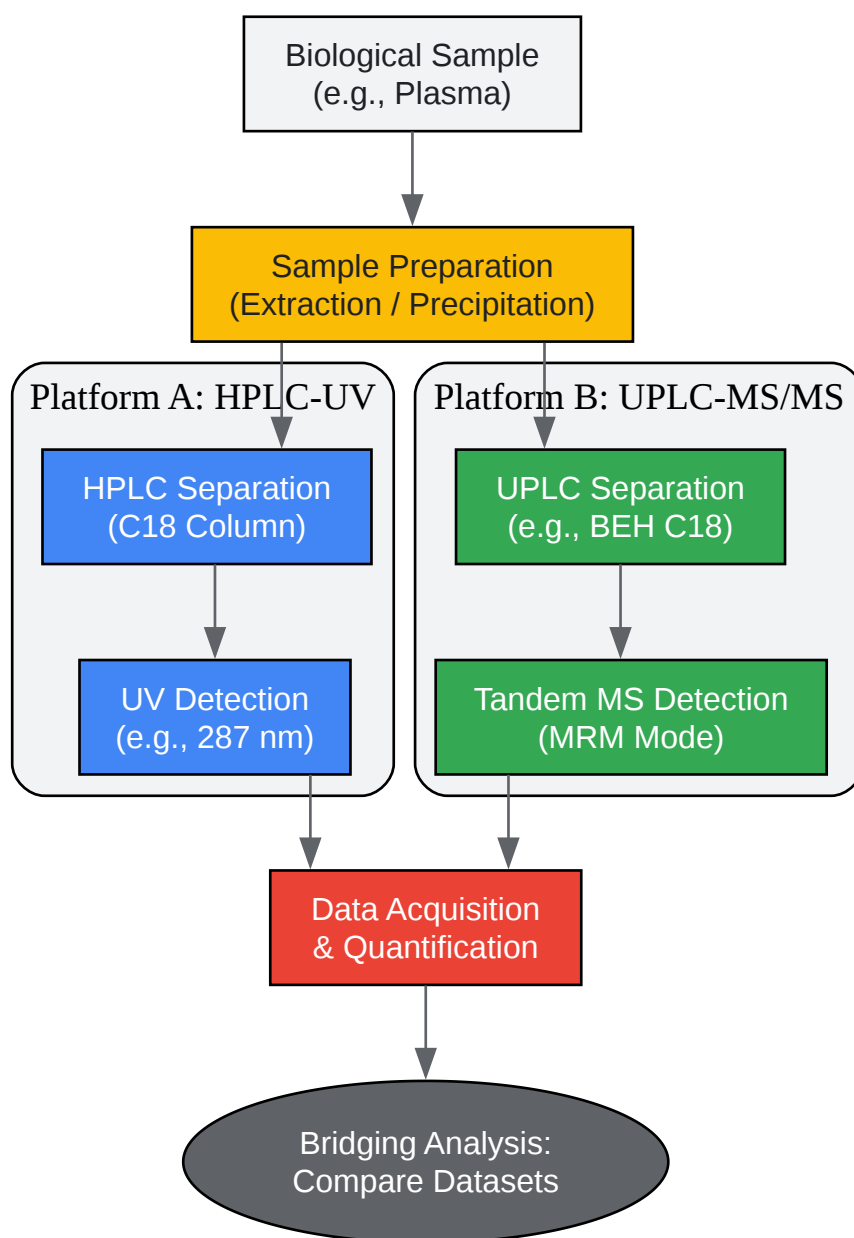 Biological Sample
(e.g., Plasma)
Sample Preparation
(Extraction / Precipitation)
Platform A: HPLC-UV
HPLC Separation
(C18 Column)
UV Detection
(e.g., 287 nm)
Platform B: UPLC-MS/MS
UPLC Separation
(e.g., BEH C18)
Tandem MS Detection
(MRM Mode)
Data Acquisition
& Quantification
Bridging Analysis:
Compare Datasets